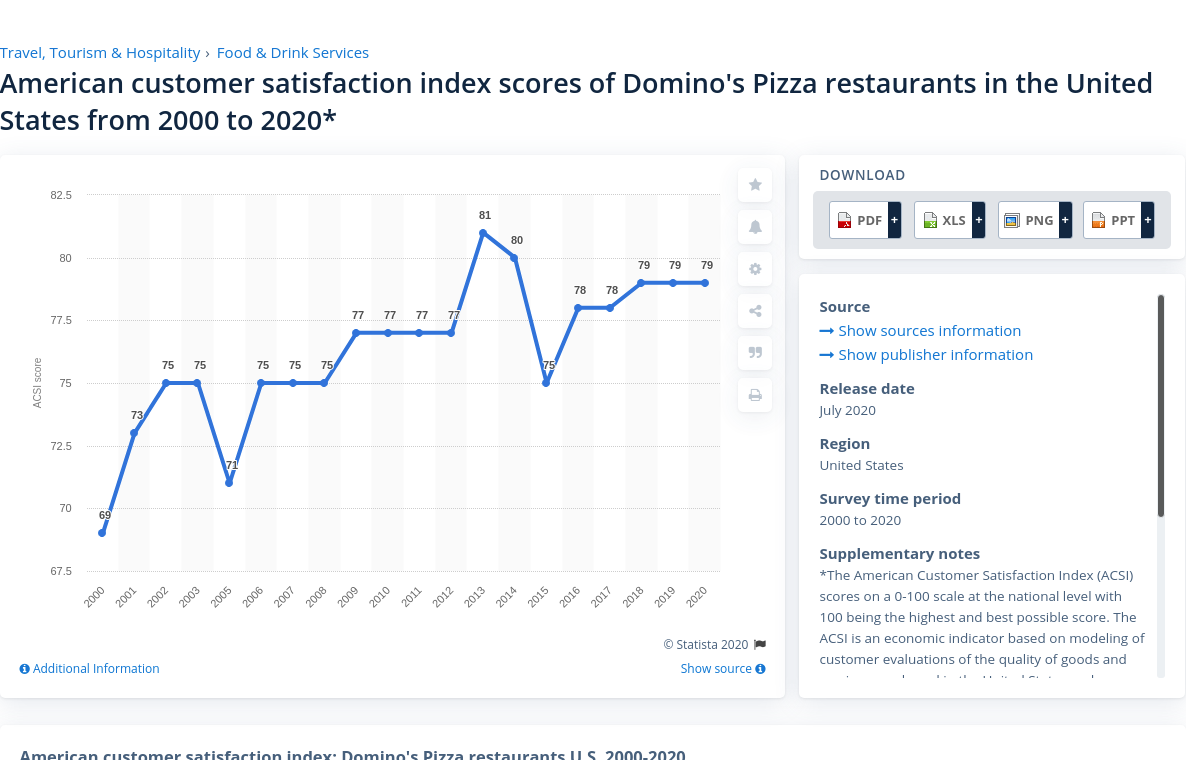 Travel, Tourism & Hospitality › Food & Drink Services
American customer satisfaction index scores of Domino's Pizza restaurants in the United
States from 2000 to 2020*
82.5
80
77.5
75
72.5
70
67.5
ACSI score
69
73
75
75
71
75
75
75
77
77
77
77
81
80
75
78
78
79
79
79
2000
2001
2002
2003
2005
2006
2007
2008
2009
2010
2011
2012
2013
2014
2015
2016
2017
2018
2019
2020
© Statista 2020
Additional Information
Show source
DOWNLOAD
PDF +
XLS +
PNG +
PPT +
Source
Show sources information
Show publisher information
Release date
July 2020
Region
United States
Survey time period
2000 to 2020
Supplementary notes
*The American Customer Satisfaction Index (ACSI)
scores on a 0-100 scale at the national level with
100 being the highest and best possible score. The
ACSI is an economic indicator based on modeling of
customer evaluations of the quality of goods and
American customer satisfaction index: Domino's Pizza restaurants U.S. 2000-2020